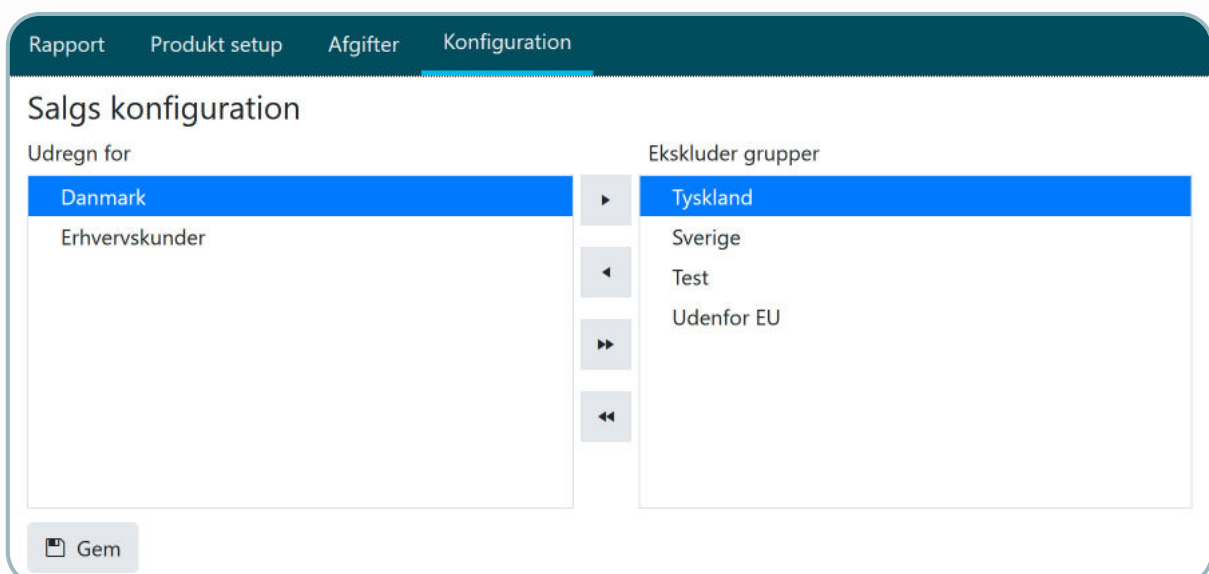 Rapport Produkt setup Afgifter Konfiguration
Salgs konfiguration
Udregn for
Danmark
Erhvervskunder
Ekskluder grupper
Tyskland
Sverige
Test
Udenfor EU
Gem